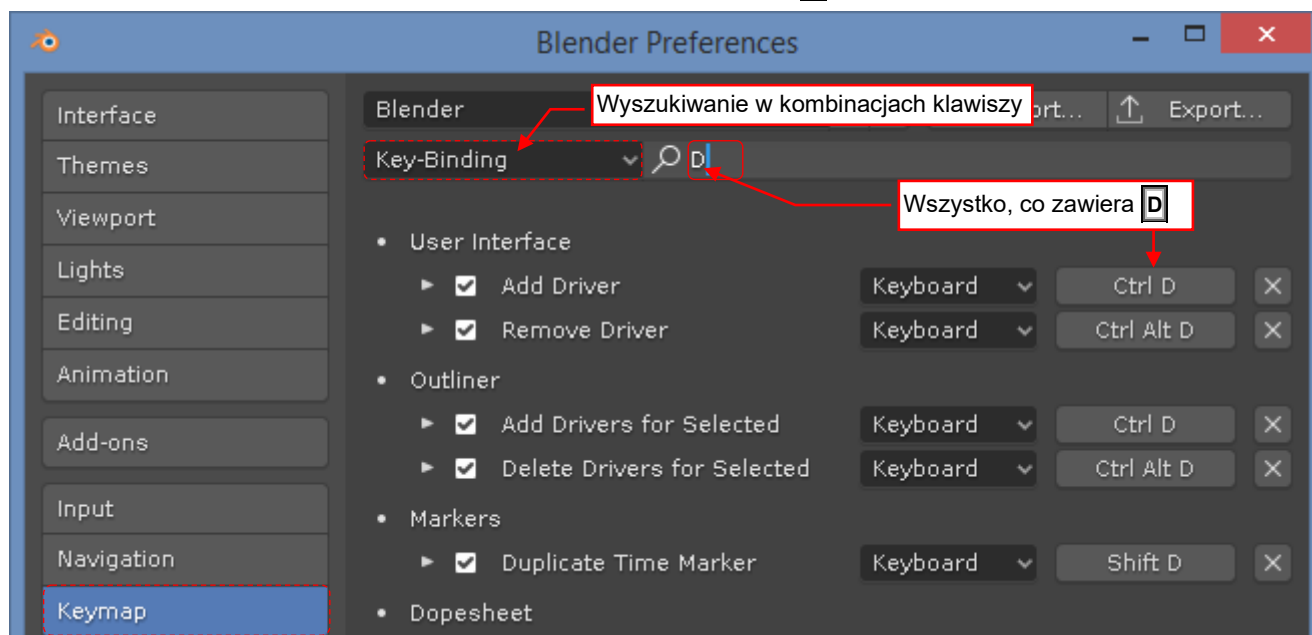 Blender Preferences
Interface
Themes
Viewport
Lights
Editing
Animation
Add-ons
Input
Navigation
Keymap
Blender
Wyszukiwanie w kombinacjach klawiszy
ort...
Export...
Key-Binding
D
Wszystko, co zawiera D
User Interface
Add Driver Keyboard Ctrl D
Remove Driver Keyboard Ctrl Alt D
Outliner
Add Drivers for Selected Keyboard Ctrl D
Delete Drivers for Selected Keyboard Ctrl Alt D
Markers
Duplicate Time Marker Keyboard Shift D
Dopesheet